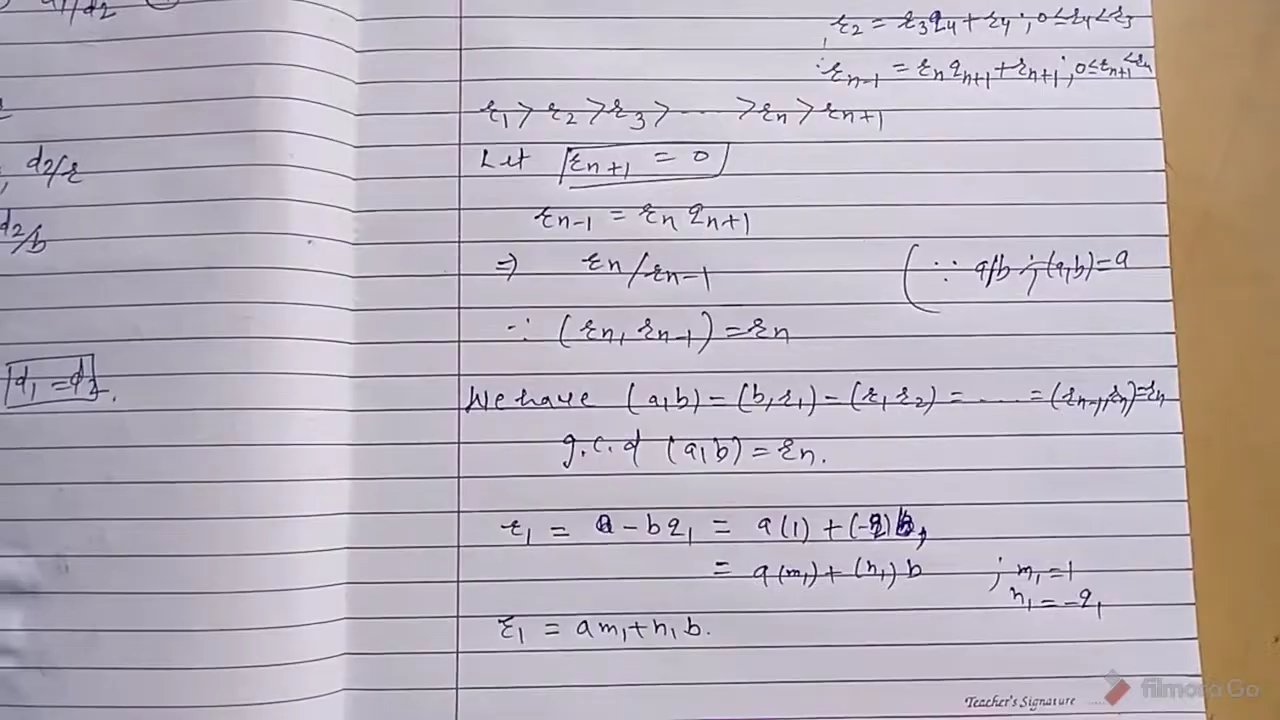 a1/d2
d2/r
d2/b
d1 = d2.
r2 = r3q4 + r4 ; 0 ≤ r4 < r3
rn-1 = rn qn+1 + rn+1 ; 0 ≤ rn+1 < rn
r1 > r2 > r3 > ... > rn > rn+1
Let rn+1 = 0
rn-1 = rn qn+1
⇒ rn/rn-1
(∵ a/b ; (a,b) = a
∴ (rn, rn-1) = rn
We have (a,b) = (b,r1) = (r1,r2) = ..... = (rn-1,rn) = rn
g.c.d (a,b) = rn.
r1 = a - bq1 = a(1) + (-q)b,
= a(m1) + (n1) b ; m1 = 1
n1 = -q1
r1 = am1 + n1 b.
Teacher's Signature ......
filmora Go